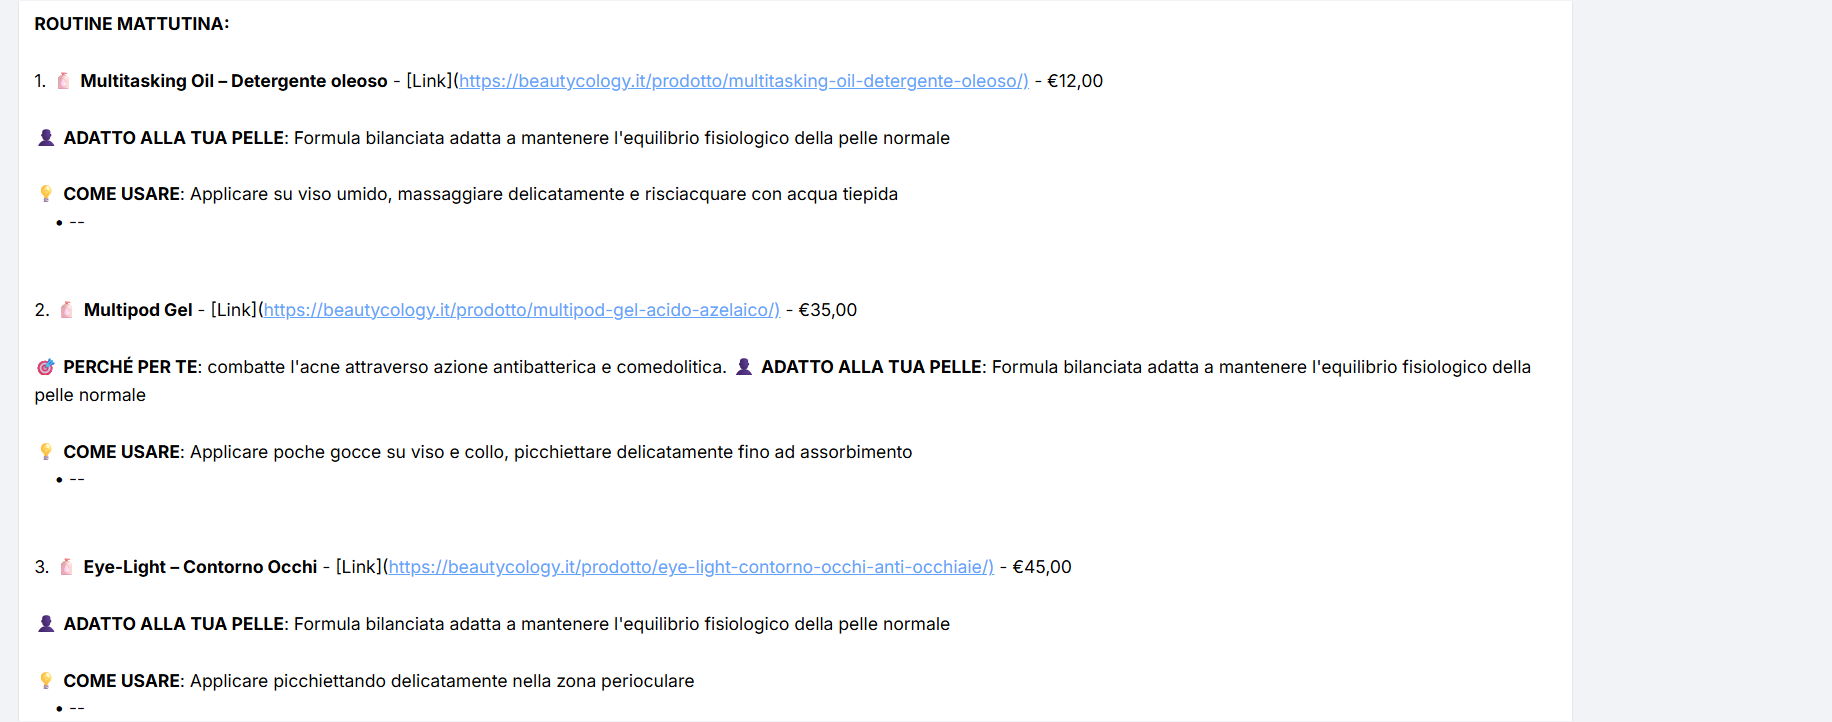 ROUTINE MATTUTINA:
1. 🧴 Multitasking Oil – Detergente oleoso - [Link](https://beautycology.it/prodotto/multitasking-oil-detergente-oleoso/) - €12,00
👤 ADATTO ALLA TUA PELLE: Formula bilanciata adatta a mantenere l'equilibrio fisiologico della pelle normale
💡 COME USARE: Applicare su viso umido, massaggiare delicatamente e risciacquare con acqua tiepida
• --
2. 🧴 Multipod Gel - [Link](https://beautycology.it/prodotto/multipod-gel-acido-azelaico/) - €35,00
🎯 PERCHÉ PER TE: combatte l'acne attraverso azione antibatterica e comedolitica. 👤 ADATTO ALLA TUA PELLE: Formula bilanciata adatta a mantenere l'equilibrio fisiologico della
pelle normale
💡 COME USARE: Applicare poche gocce su viso e collo, picchiettare delicatamente fino ad assorbimento
• --
3. 🧴 Eye-Light – Contorno Occhi - [Link](https://beautycology.it/prodotto/eye-light-contorno-occhi-anti-occhiaie/) - €45,00
👤 ADATTO ALLA TUA PELLE: Formula bilanciata adatta a mantenere l'equilibrio fisiologico della pelle normale
💡 COME USARE: Applicare picchiettando delicatamente nella zona perioculare
• --